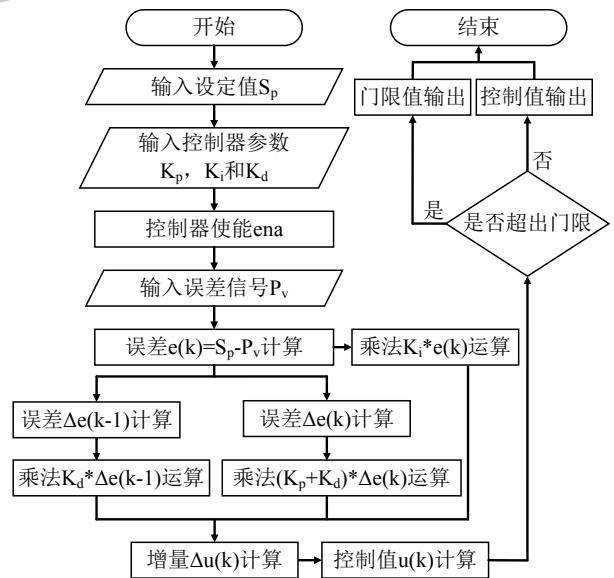 开始
输入设定值Sₚ
输入控制器参数
Kₚ，Kᵢ和K_d
控制器使能ena
输入误差信号Pᵥ
误差e(k)=Sₚ-Pᵥ计算
乘法Kᵢ*e(k)运算
误差Δe(k-1)计算
误差Δe(k)计算
乘法K_d*Δe(k-1)运算
乘法(Kₚ+K_d)*Δe(k)运算
增量Δu(k)计算
控制值u(k)计算
是否超出门限
是
否
门限值输出
控制值输出
结束